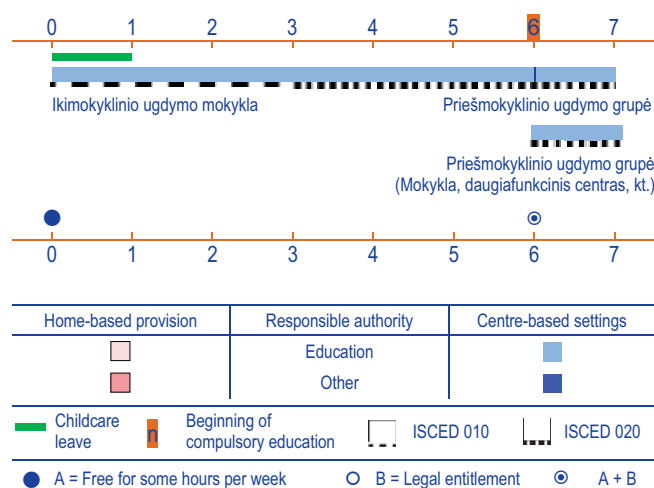 0 1 2 3 4 5 6 7
Ikimokyklinio ugdymo mokykla Priešmokyklinio ugdymo grupė
Priešmokyklinio ugdymo grupė
(Mokykla, daugiafunkcinis centras, kt.)
0 1 2 3 4 5 6 7
Home-based provision Responsible authority Centre-based settings
Education
Other
Childcare leave n Beginning of compulsory education ISCED 010 ISCED 020
A = Free for some hours per week B = Legal entitlement A + B